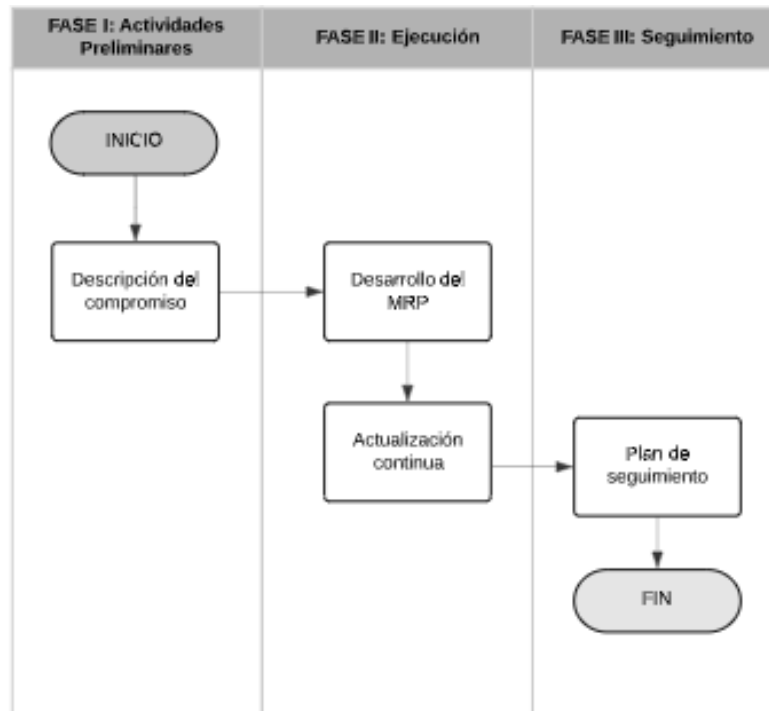 FASE I: Actividades
Preliminares
FASE II: Ejecución
FASE III: Seguimiento
INICIO
Descripción del
compromiso
Desarrollo del
MRP
Actualización
continua
Plan de
seguimiento
FIN